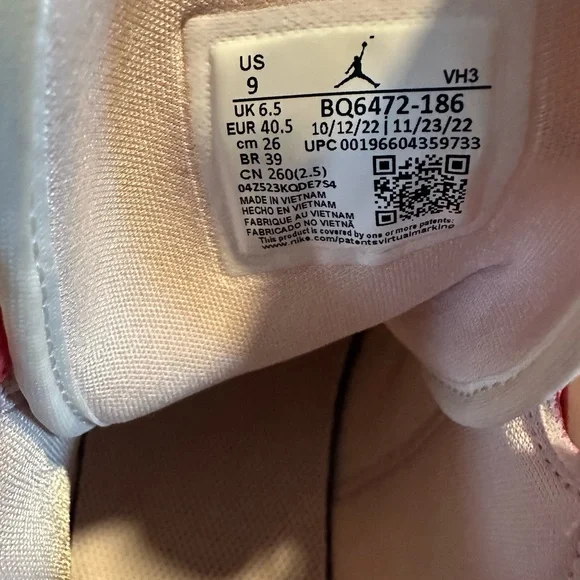 US
9
VH3
UK 6.5
BQ6472-186
EUR 40.5
10/12/22 | 11/23/22
cm 26
UPC 00196604359733
BR 39
CN 260(2.5)
04Z523KQDE7S4
MADE IN VIETNAM
HECHO EN VIETNAM
FABRIQUE AU VIETNAM
FABRICADO NO VIETNÃ
This product is covered by one or more patents
www.nike.com/patentsvirtualmarking